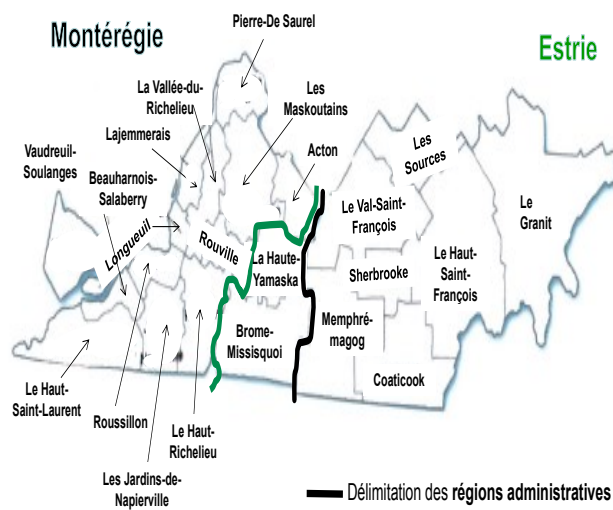 Montérégie
Pierre-De Saurel
Estrie
La Vallée-du-
Richelieu
Les
Maskoutains
Lajemmerais
Acton
Les
Sources
Vaudreuil-
Soulanges
Beauharnois-
Salaberry
Longueuil
Rouville
Le Val-Saint-
François
Le
Granit
La Haute-
Yamaska
Sherbrooke
Le Haut-
Saint-
François
Brome-
Missisquoi
Memphré-
magog
Coaticook
Le Haut-
Saint-Laurent
Roussillon
Le Haut-
Richelieu
Les Jardins-de-
Napierville
Délimitation des régions administratives